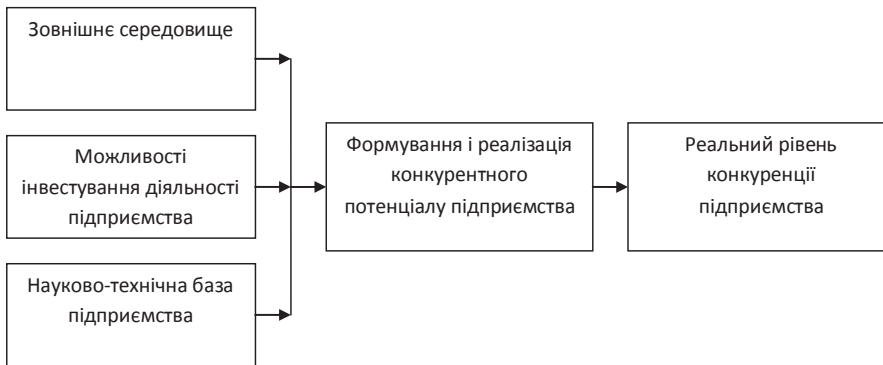 Зовнішнє середовище
Можливості
інвестування діяльності
підприємства
Науково-технічна база
підприємства
Формування і реалізація
конкурентного
потенціалу підприємства
Реальний рівень
конкуренції
підприємства